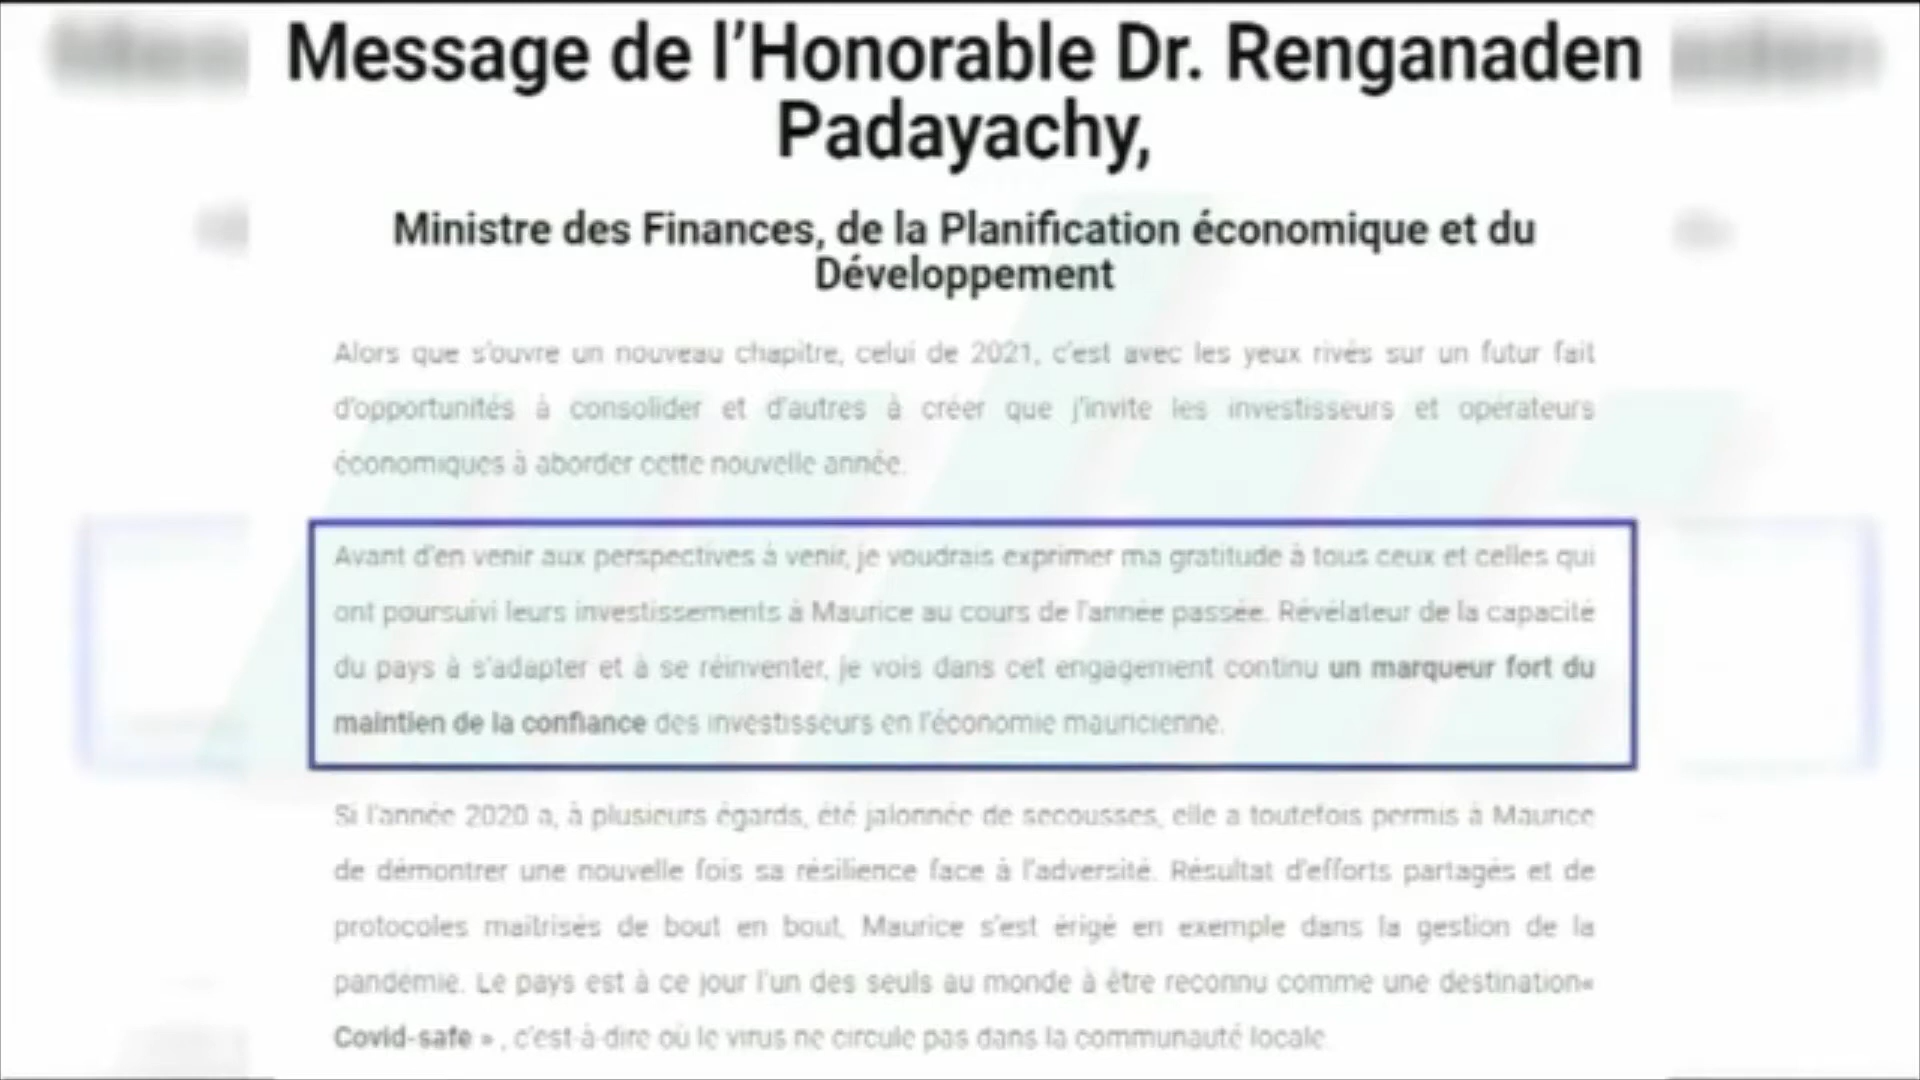 Message de l’Honorable Dr. Renganaden
Padayachy,
Ministre des Finances, de la Planification économique et du
Développement
Alors que s'ouvre un nouveau chapitre, celui de 2021, c'est avec les yeux rivés sur un futur fait
d'opportunités à consolider et d'autres à créer que j'invite les investisseurs et opérateurs
économiques à aborder cette nouvelle année.
Avant d'en venir aux perspectives à venir, je voudrais exprimer ma gratitude à tous ceux et celles qui
ont poursuivi leurs investissements à Maurice au cours de l'année passée. Révélateur de la capacité
du pays à s'adapter et à se réinventer, je vois dans cet engagement continu un marqueur fort du
maintien de la confiance des investisseurs en l'économie mauricienne.
Si l'année 2020 a, à plusieurs égards, été jalonnée de secousses, elle a toutefois permis à Maurice
de démontrer une nouvelle fois sa résilience face à l'adversité. Résultat d'efforts partagés et de
protocoles maîtrisés de bout en bout, Maurice s'est érigé en exemple dans la gestion de la
pandémie. Le pays est à ce jour l'un des seuls au monde à être reconnu comme une destination«
Covid-safe » , c'est-à-dire où le virus ne circule pas dans la communauté locale.